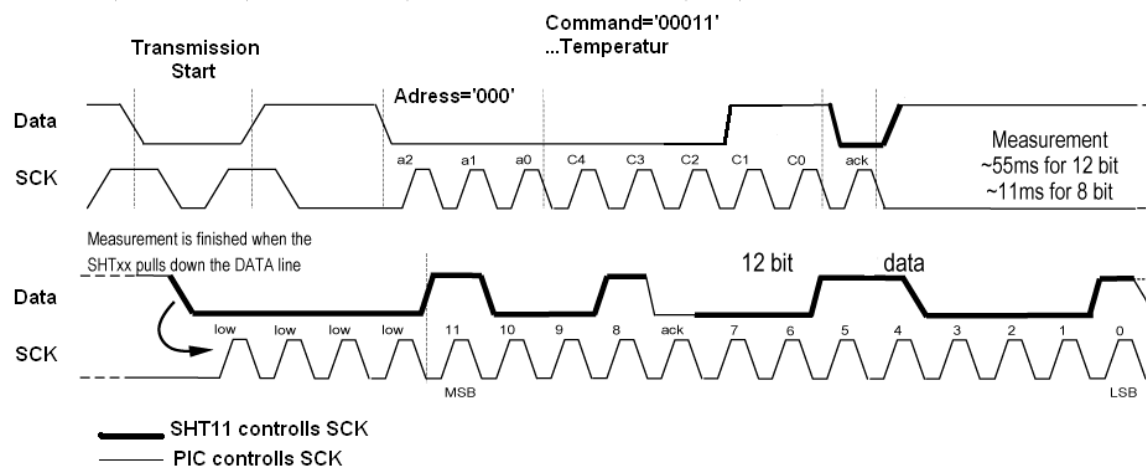 Command='00011'
...Temperatur
Transmission
Start
Adress='000'
Data
a2 a1 a0 C4 C3 C2 C1 C0 ack
SCK
Measurement
~55ms for 12 bit
~11ms for 8 bit
Measurement is finished when the
SHTxx pulls down the DATA line
12 bit data
Data
low low low low 11 10 9 8 ack 7 6 5 4 3 2 1 0
SCK
MSB LSB
SHT11 controlls SCK
PIC controlls SCK